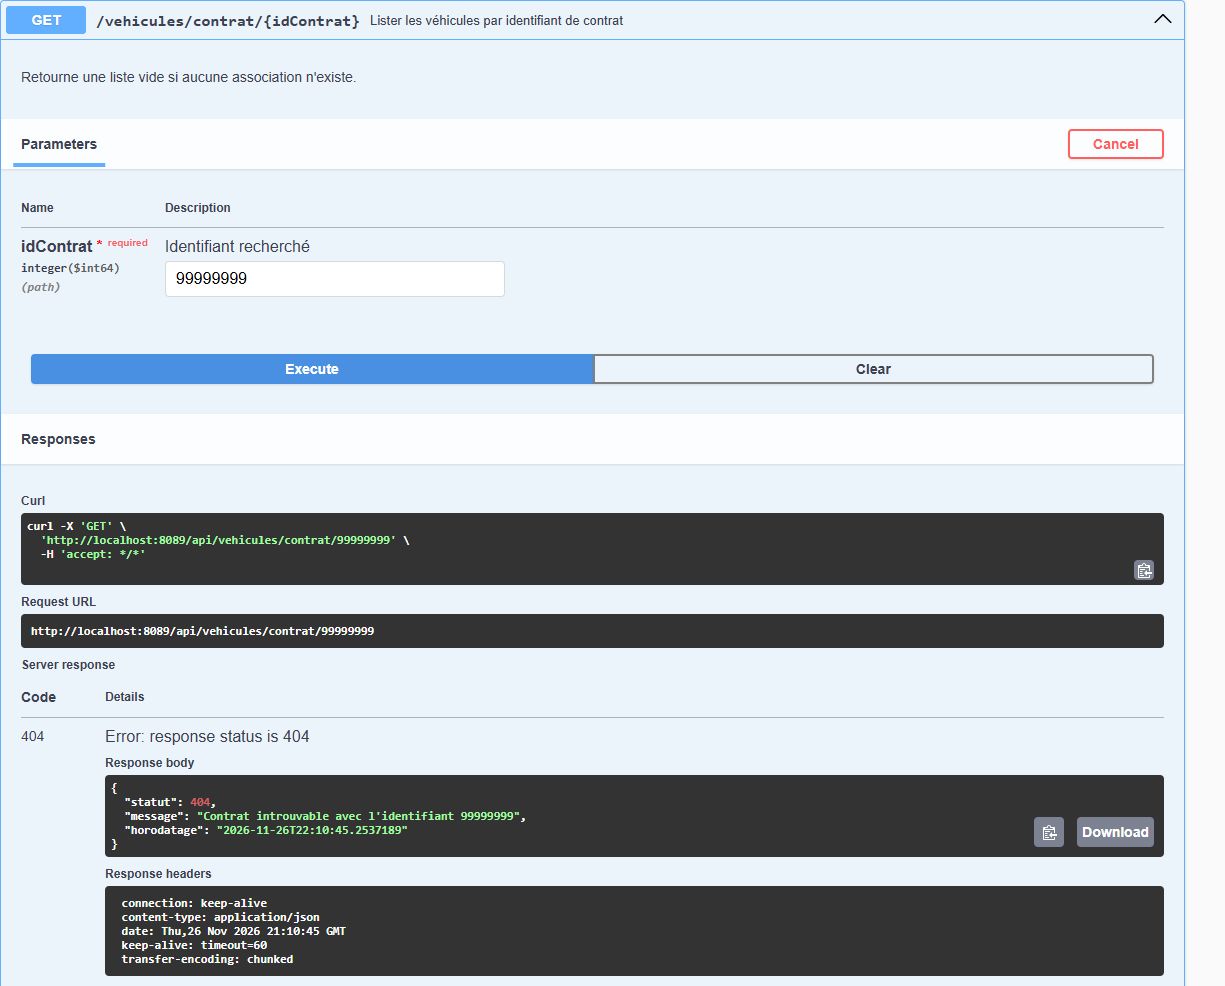 GET /vehicules/contrat/{idContrat} Lister les véhicules par identifiant de contrat
Retourne une liste vide si aucune association n'existe.
Parameters
Cancel
Name Description
idContrat * required
integer($int64)
(path)
Identifiant recherché
99999999
Execute Clear
Responses
Curl
curl -X 'GET' \
'http://localhost:8089/api/vehicules/contrat/99999999' \
-H 'accept: */*'
Request URL
http://localhost:8089/api/vehicules/contrat/99999999
Server response
Code Details
404 Error: response status is 404
Response body
{
"statut": 404,
"message": "Contrat introuvable avec l'identifiant 99999999",
"horodatage": "2026-11-26T22:10:45.2537189"
}
Download
Response headers
connection: keep-alive
content-type: application/json
date: Thu,26 Nov 2026 21:10:45 GMT
keep-alive: timeout=60
transfer-encoding: chunked